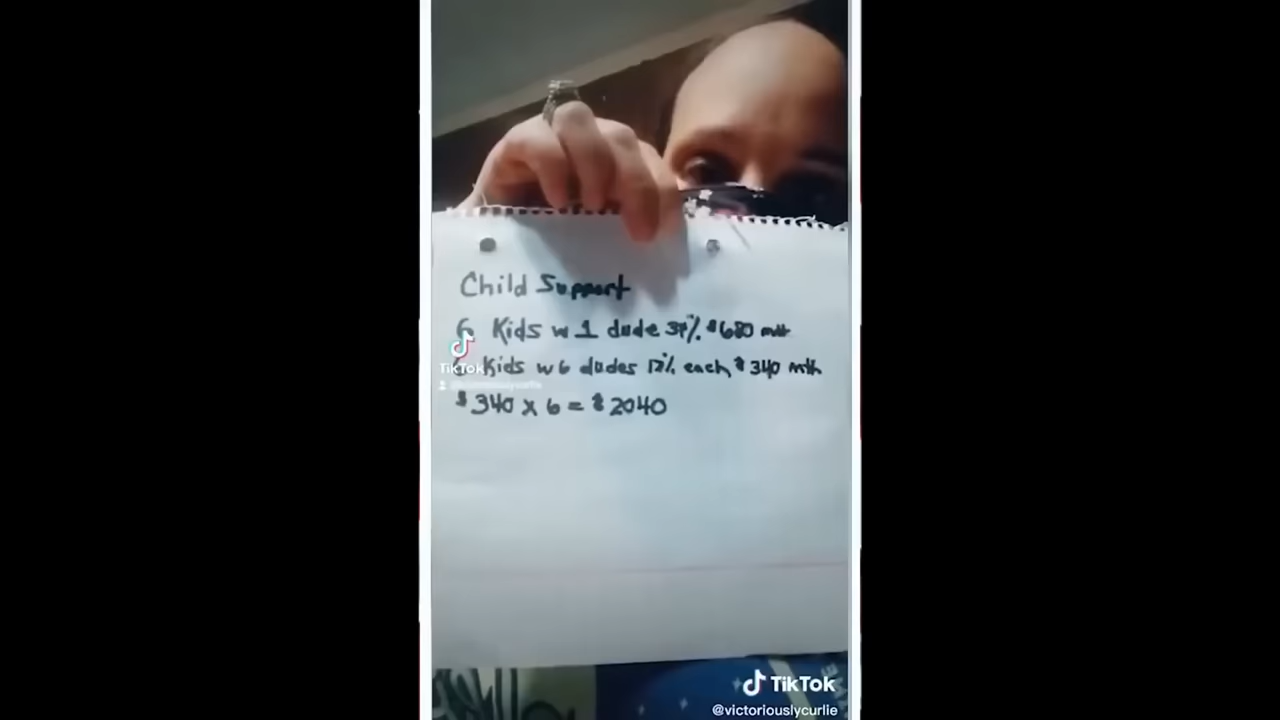 Child Support
6 Kids w 1 dude 34% $680 mth
Kids w 6 dudes 17% each, $340 mth
$340 x 6 = $2040
TikTok
TikTok
@victoriouslycurlie